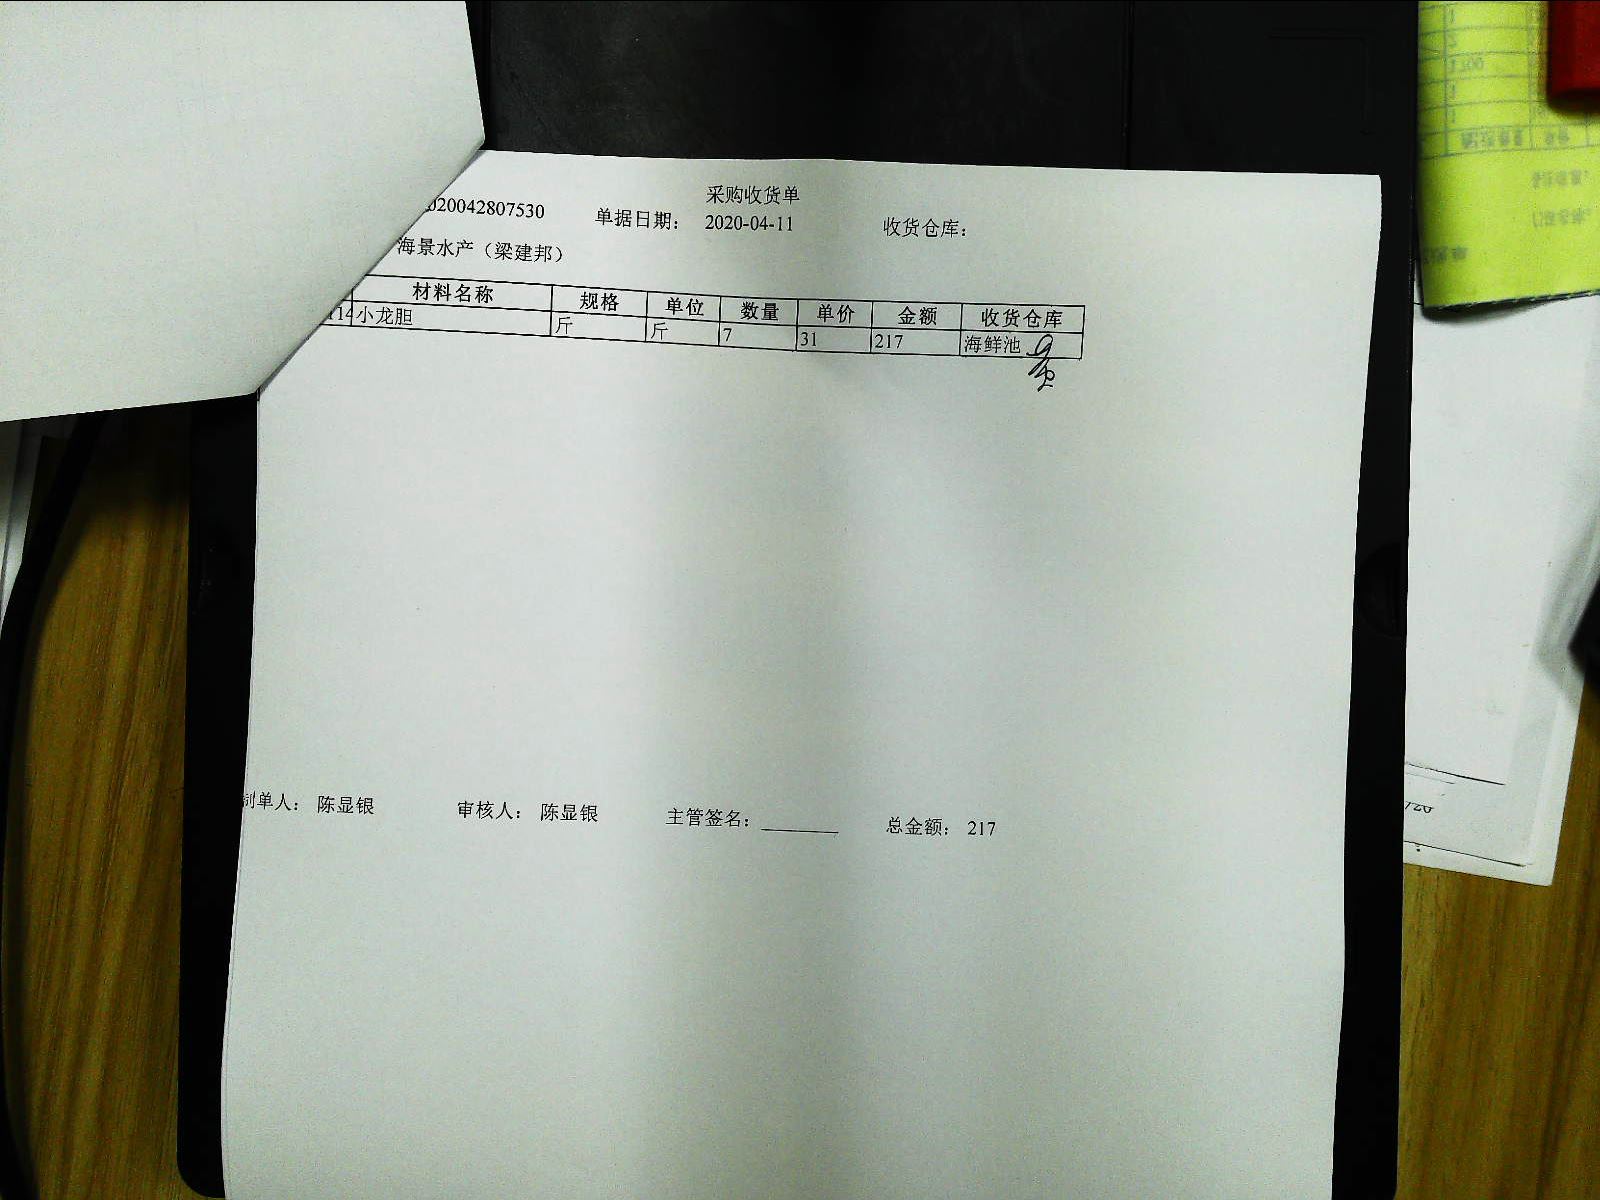 采购收货单
020042807530 单据日期： 2020-04-11 收货仓库：
海景水产（梁建邦）
材料名称 规格 单位 数量 单价 金额 收货仓库
114 小龙胆 斤 斤 7 31 217 海鲜池
制单人： 陈显银 审核人： 陈显银 主管签名：________ 总金额： 217